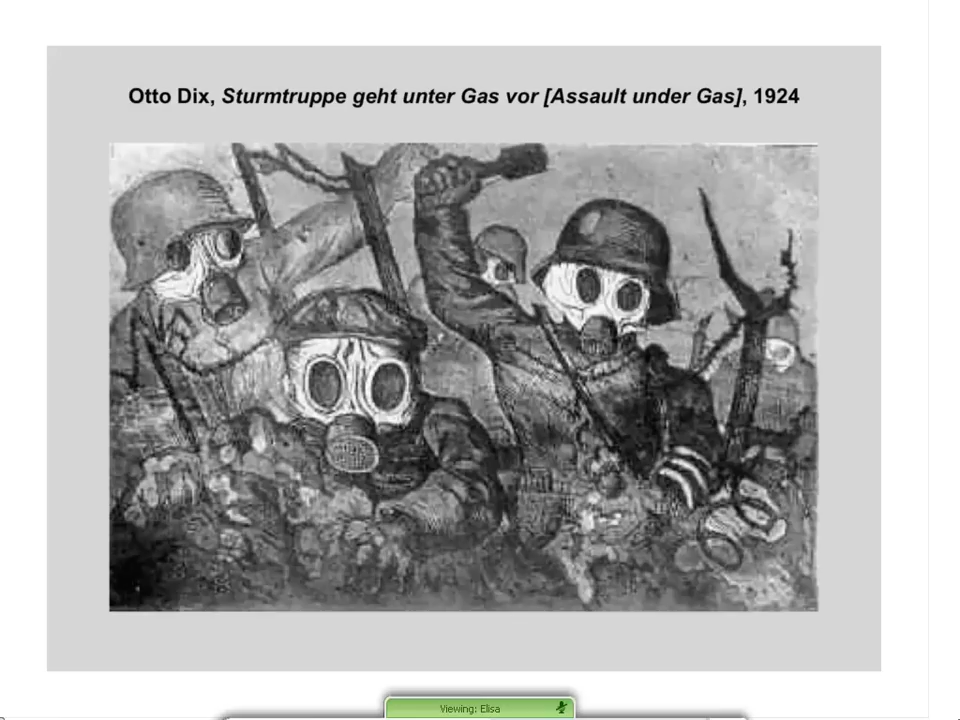 Otto Dix, Sturmtruppe geht unter Gas vor [Assault under Gas], 1924
Viewing: Elisa